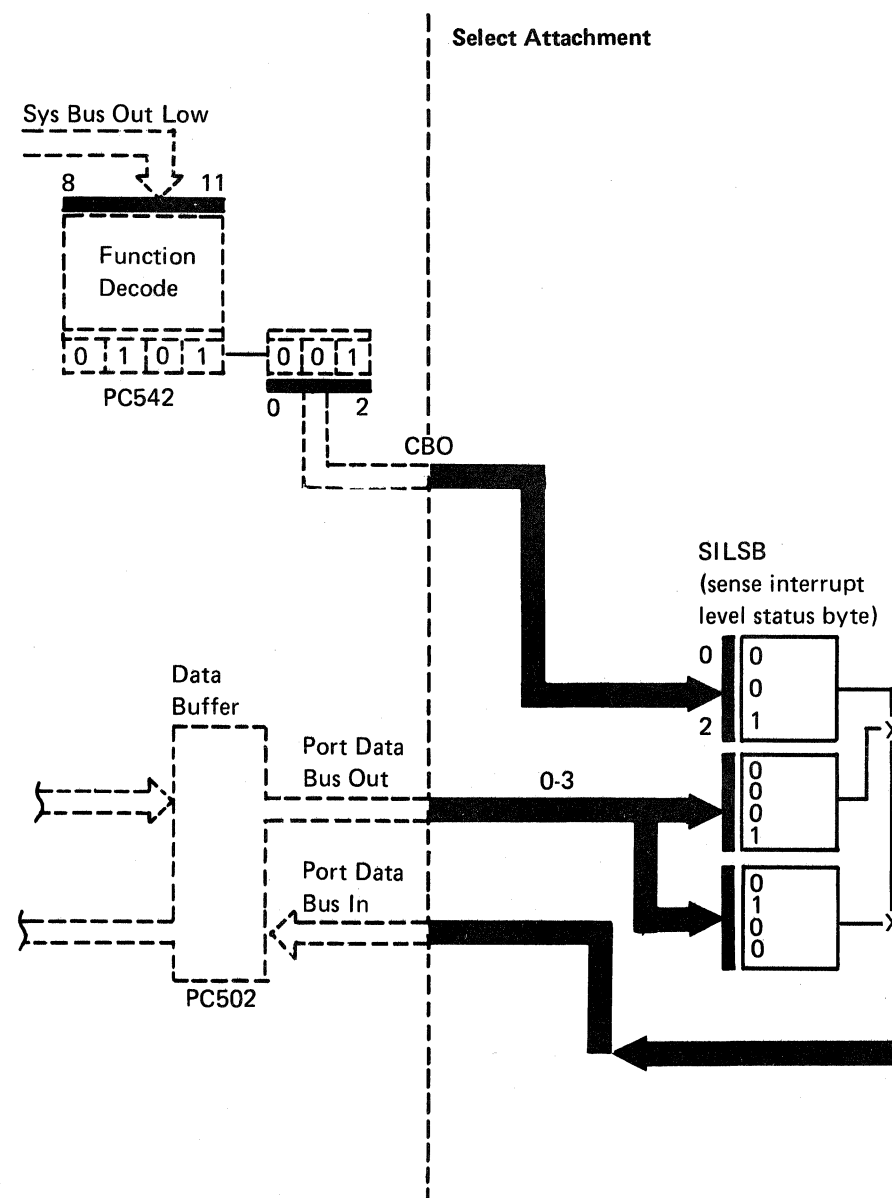 Select Attachment
Sys Bus Out Low
8 11
Function
Decode
0 1 0 1
0 0 1
PC542
0 2
CBO
SILSB
(sense interrupt
level status byte)
0
2
0
0
1
Data
Buffer
Port Data
Bus Out
0-3
0
0
0
1
Port Data
Bus In
0
1
0
0
PC502